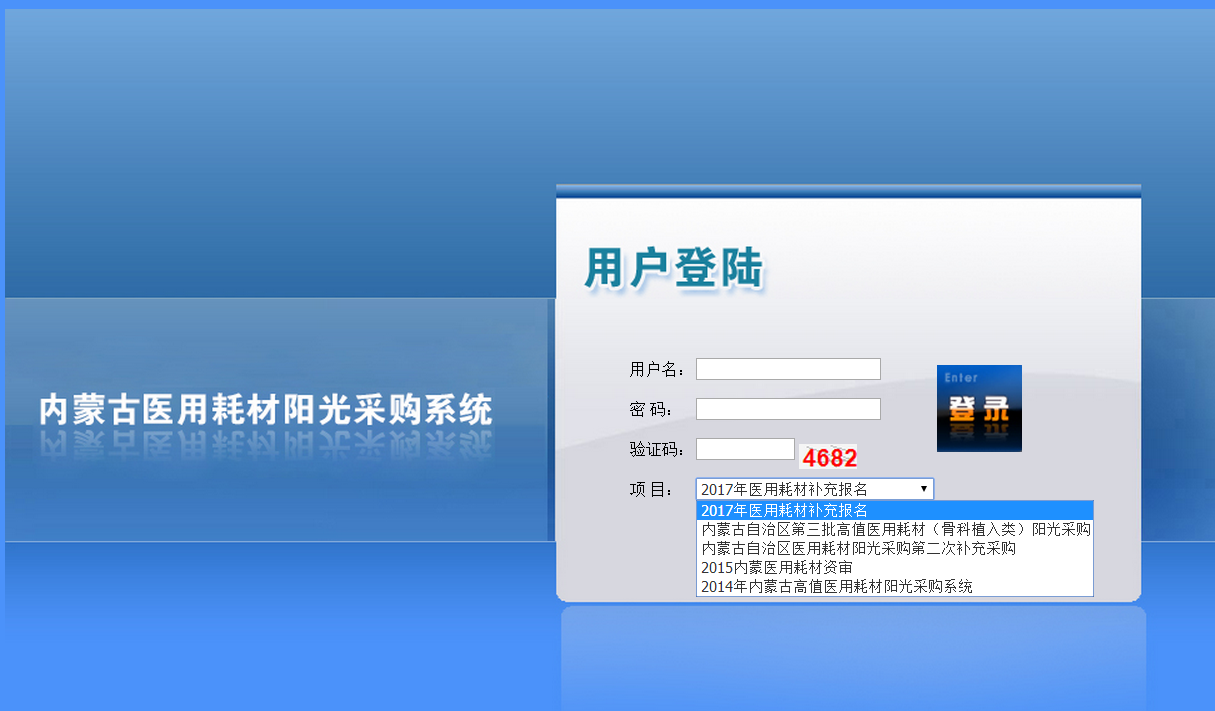 用户登陆
内蒙古医用耗材阳光采购系统
用户名：
密 码：
验证码：
4682
Enter
登录
项 目：
2017年医用耗材补充报名
2017年医用耗材补充报名
内蒙古自治区第三批高值医用耗材（骨科植入类）阳光采购
内蒙古自治区医用耗材阳光采购第二次补充采购
2015内蒙医用耗材资审
2014年内蒙古高值医用耗材阳光采购系统